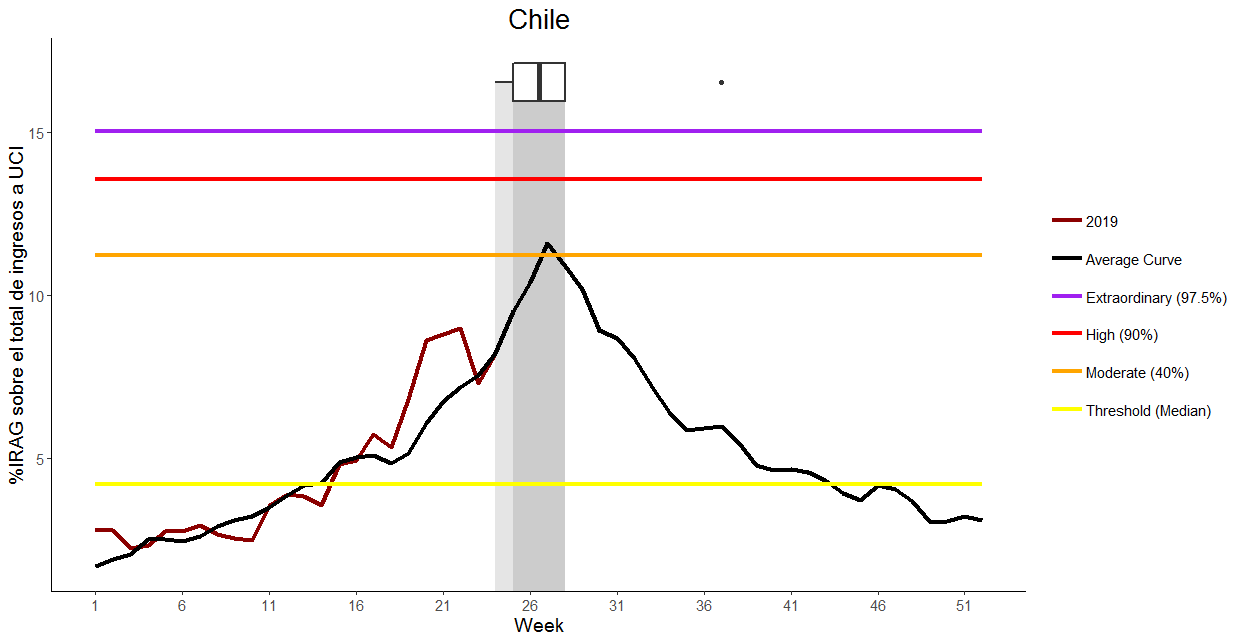 Chile
%IRAG sobre el total de ingresos a UCI
15
10
5
1 6 11 16 21 26 31 36 41 46 51
Week
2019
Average Curve
Extraordinary (97.5%)
High (90%)
Moderate (40%)
Threshold (Median)